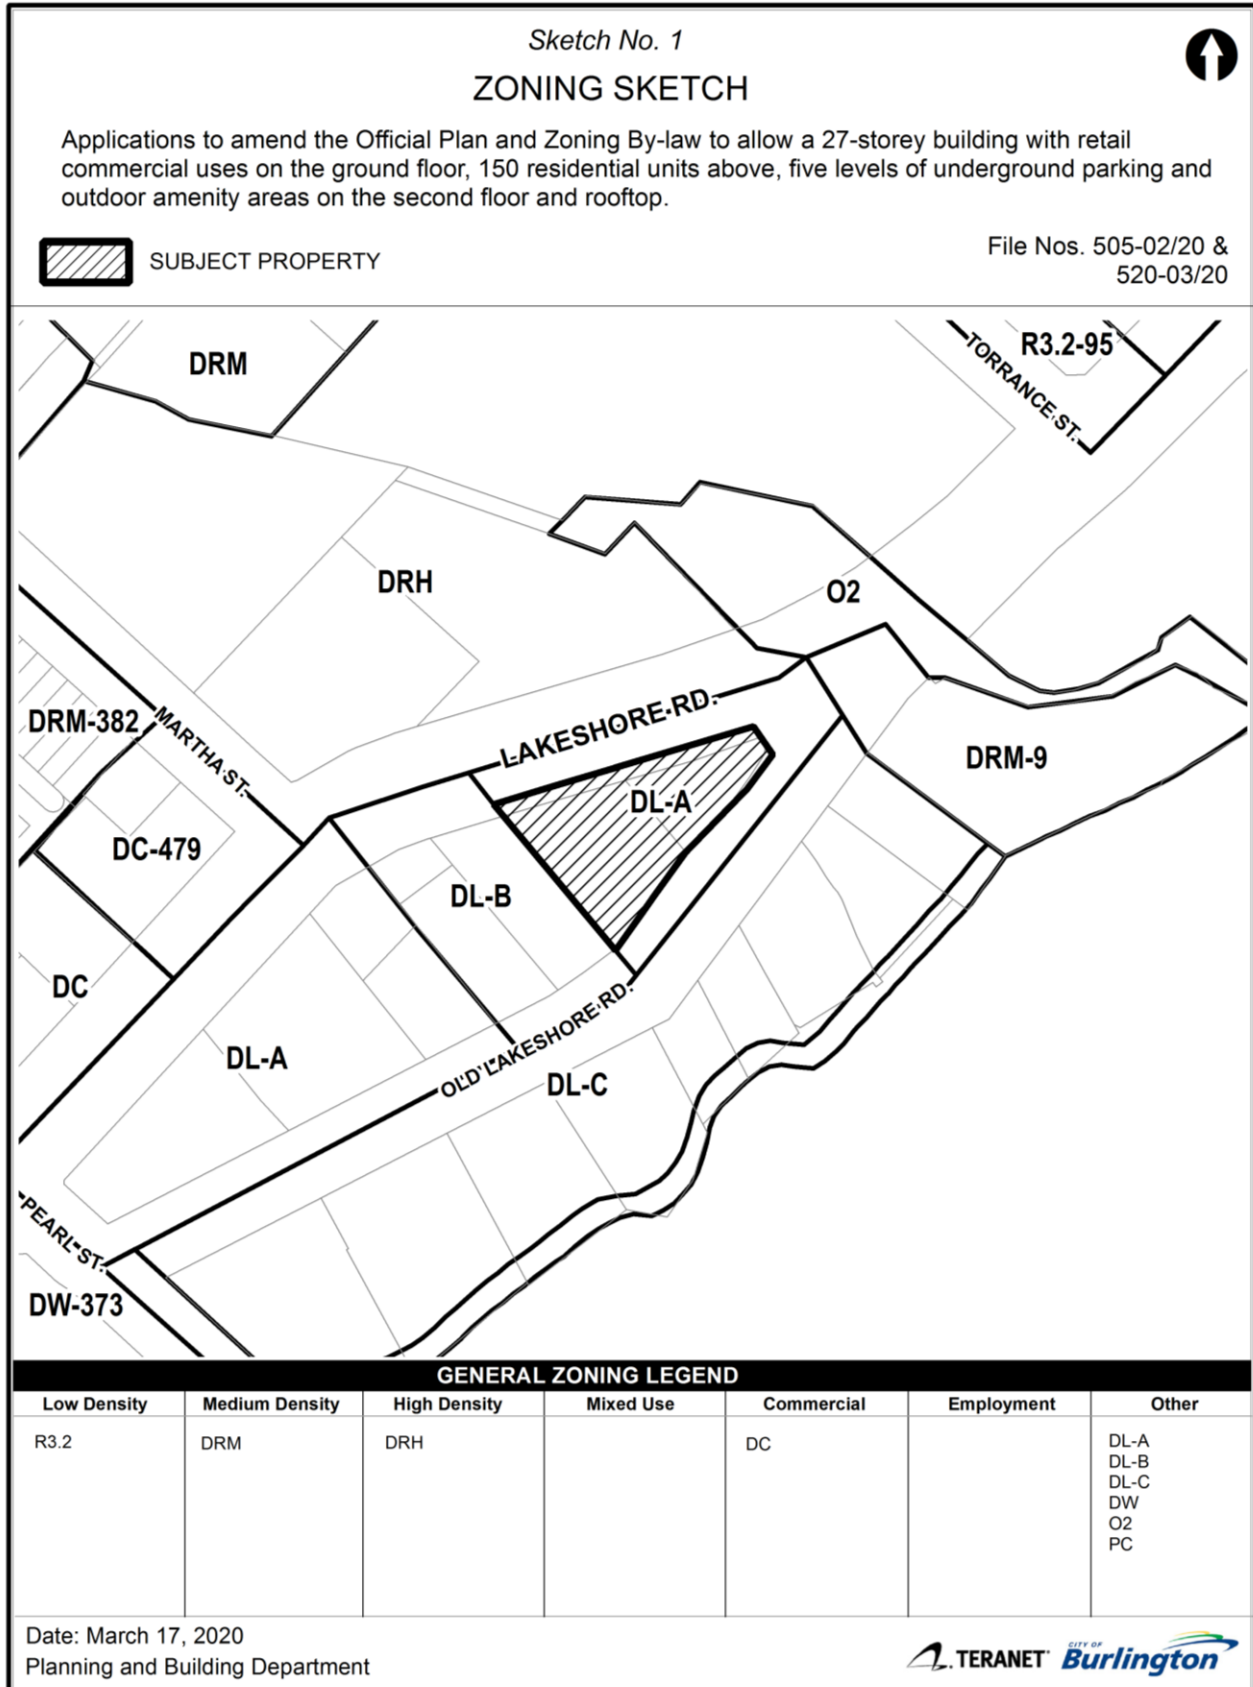 Sketch No. 1
ZONING SKETCH
Applications to amend the Official Plan and Zoning By-law to allow a 27-storey building with retail
commercial uses on the ground floor, 150 residential units above, five levels of underground parking and
outdoor amenity areas on the second floor and rooftop.
SUBJECT PROPERTY
File Nos. 505-02/20 &
520-03/20
DRM
R3.2-95
TORRANCE ST.
DRH
O2
DRM-382
MARTHA ST.
LAKESHORE RD.
DRM-9
DL-A
DC-479
DL-B
DC
DL-A
OLD LAKESHORE RD.
DL-C
PEARL ST.
DW-373
GENERAL ZONING LEGEND
Low Density Medium Density High Density Mixed Use Commercial Employment Other
R3.2 DRM DRH DC DL-A
DL-B
DL-C
DW
O2
PC
Date: March 17, 2020
Planning and Building Department
TERANET
CITY OF
Burlington